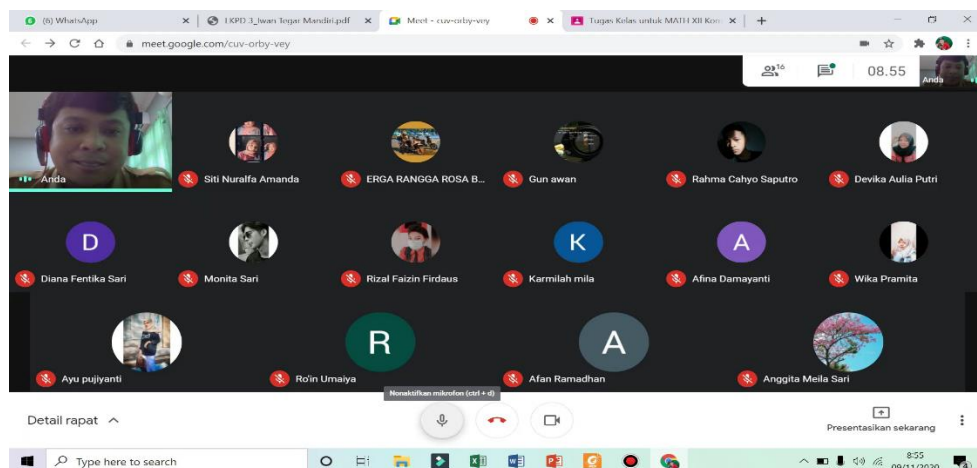 (6) WhatsApp
LKPD 3_Iwan Tegar Mandiri.pdf
Meet - cuv-orby-vey
Tugas Kelas untuk MATH XII Kom
meet.google.com/cuv-orby-vey
16
08.55
Anda
Anda
Siti Nuralfa Amanda
ERGA RANGGA ROSA B...
Gun awan
Rahma Cahyo Saputro
Devika Aulia Putri
D
K
A
Diana Fentika Sari
Monita Sari
Rizal Faizin Firdaus
Karmilah mila
Afina Damayanti
Wika Pramita
R
A
Ayu pujiyanti
Ro'in Umaiya
Afan Ramadhan
Anggita Meila Sari
Nonaktifkan mikrofon (ctrl + d)
Detail rapat
Presentasikan sekarang
Type here to search
8:55
09/11/2020